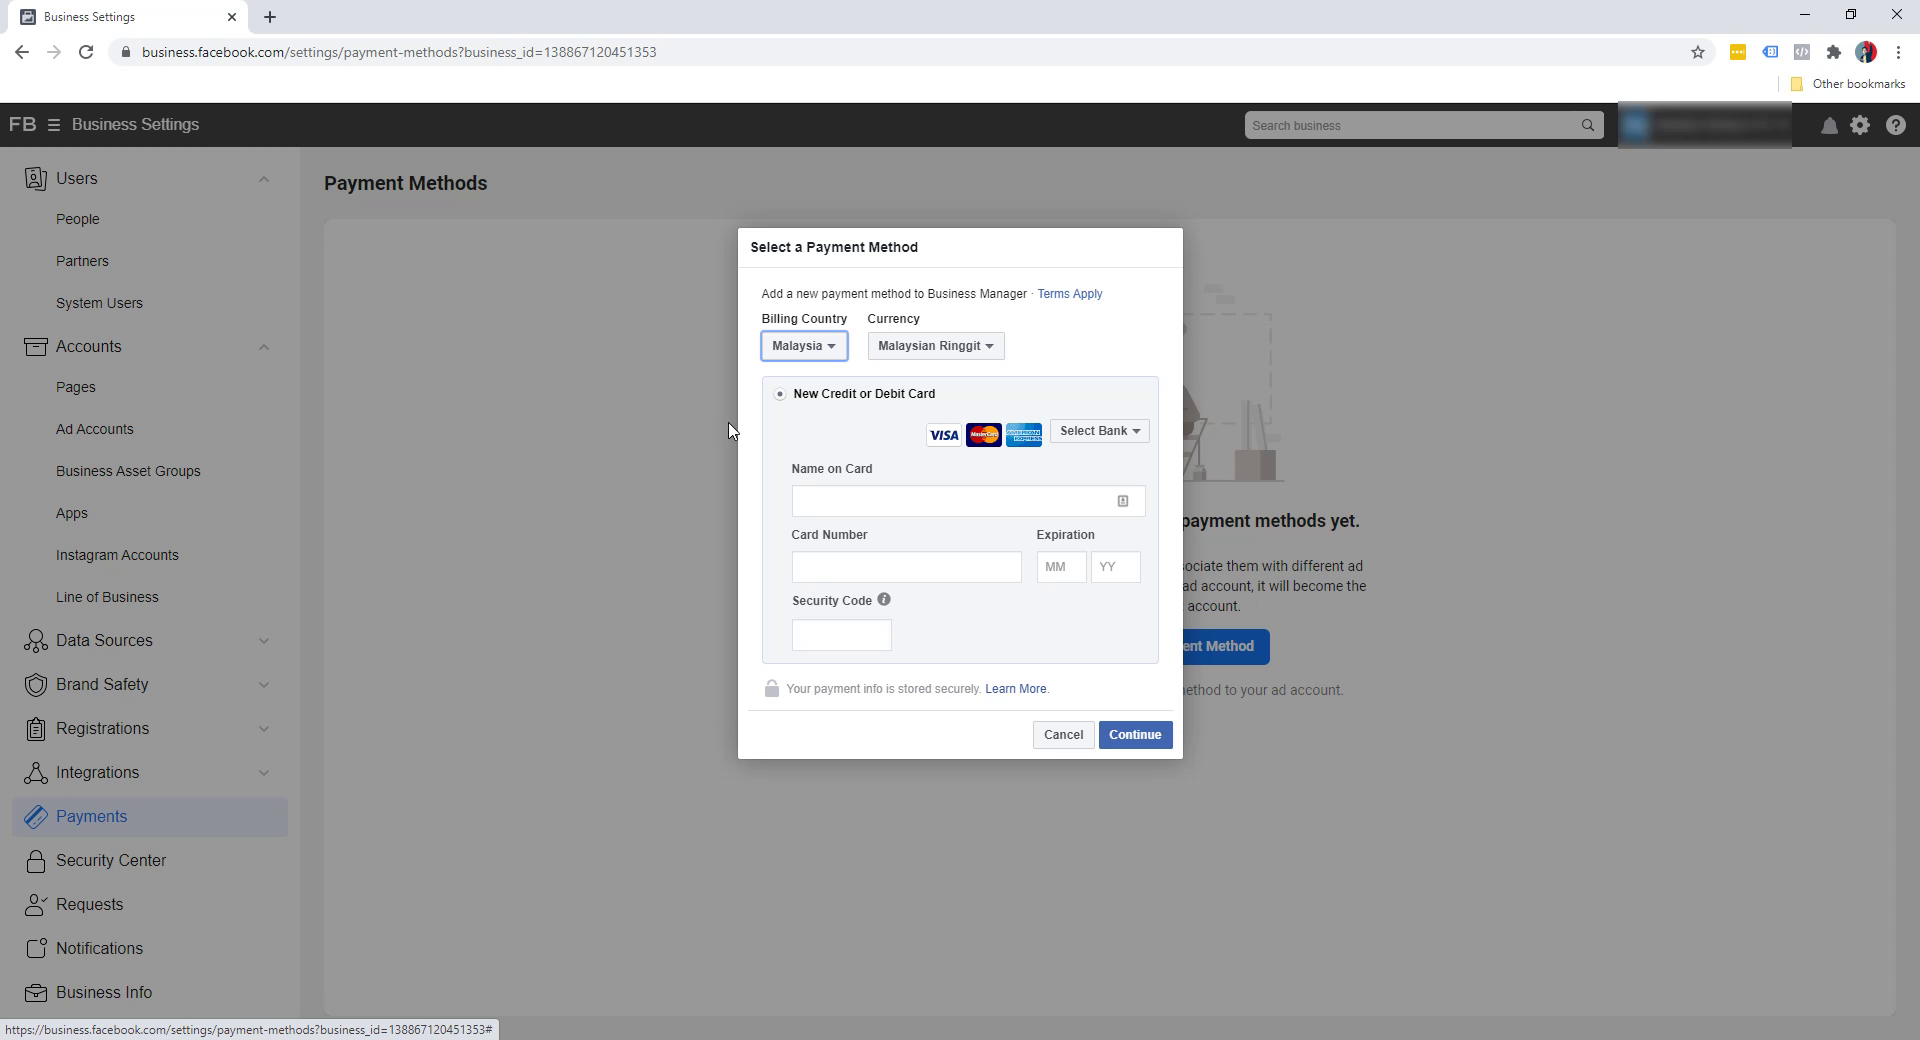 Business Settings
business.facebook.com/settings/payment-methods?business_id=138867120451353
Other bookmarks
FB Business Settings
Search business
Users
People
Partners
System Users
Accounts
Pages
Ad Accounts
Business Asset Groups
Apps
Instagram Accounts
Line of Business
Data Sources
Brand Safety
Registrations
Integrations
Payments
Security Center
Requests
Notifications
Business Info
Payment Methods
Select a Payment Method
Add a new payment method to Business Manager · Terms Apply
Billing Country Currency
Malaysia Malaysian Ringgit
New Credit or Debit Card
VISA MasterCard AMERICAN EXPRESS Select Bank
Name on Card
Card Number Expiration
MM YY
Security Code
Your payment info is stored securely. Learn More.
Cancel Continue
payment methods yet.
sociate them with different ad
ad account, it will become the
account.
ent Method
ethod to your ad account.
https://business.facebook.com/settings/payment-methods?business_id=138867120451353#